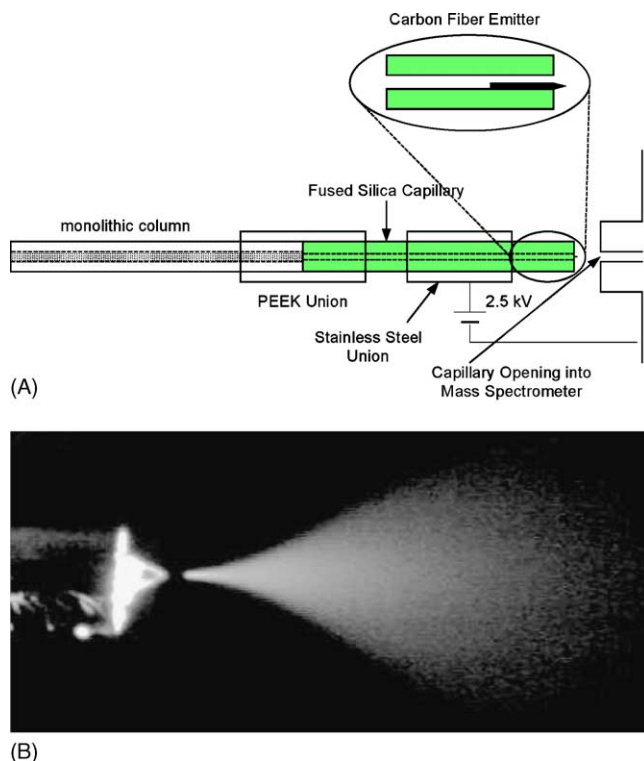 Carbon Fiber Emitter
Fused Silica Capillary
monolithic column
PEEK Union
2.5 kV
Stainless Steel
Union
Capillary Opening into
Mass Spectrometer
(A)
(B)